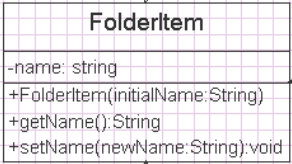 FolderItem
-name: string
+FolderItem(initialName:String)
+getName():String
+setName(newName:String):void